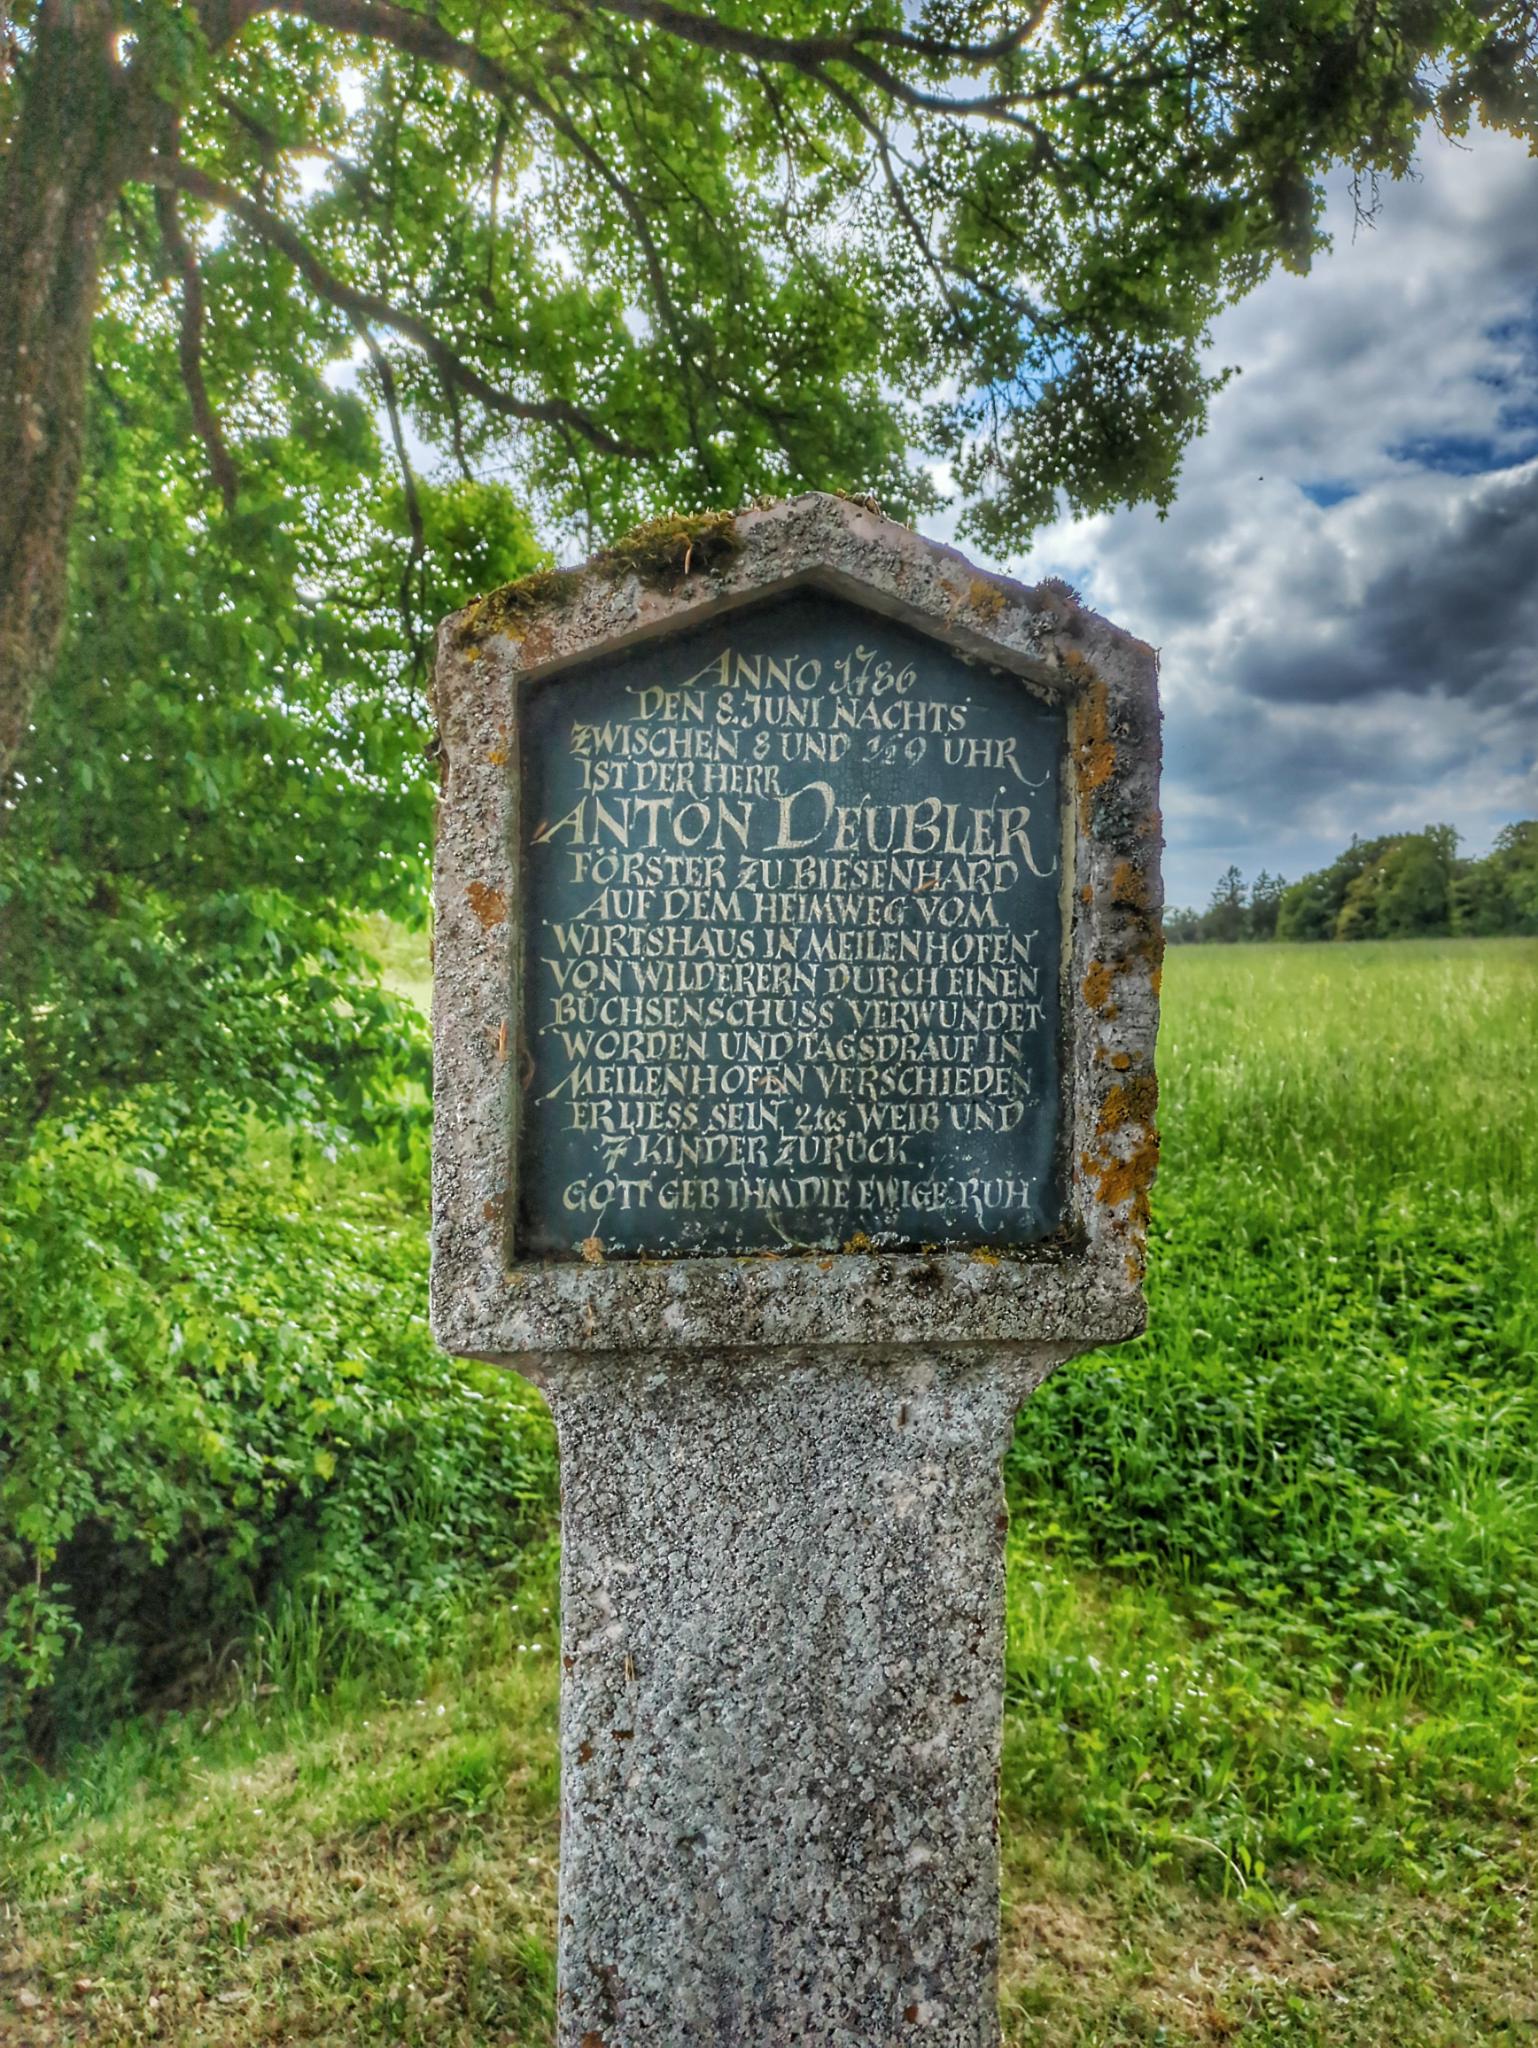 ANNO 1786
DEN 8. JUNI NACHTS
ZWISCHEN 8 UND ½ 9 UHR
IST DER HERR
ANTON DEUBLER
FÖRSTER ZU BIESENHARD
AUF DEM HEIMWEG VOM
WIRTSHAUS IN MEILENHOFEN
VON WILDERERN DURCH EINEN
BÜCHSENSCHUSS VERWUNDET
WORDEN UND TAGSDRAUF IN
MEILENHOFEN VERSCHIEDEN
ER LIESS SEIN 2tes WEIB UND
7 KINDER ZURÜCK.
GOTT GEB IHM DIE EWIGE RUH